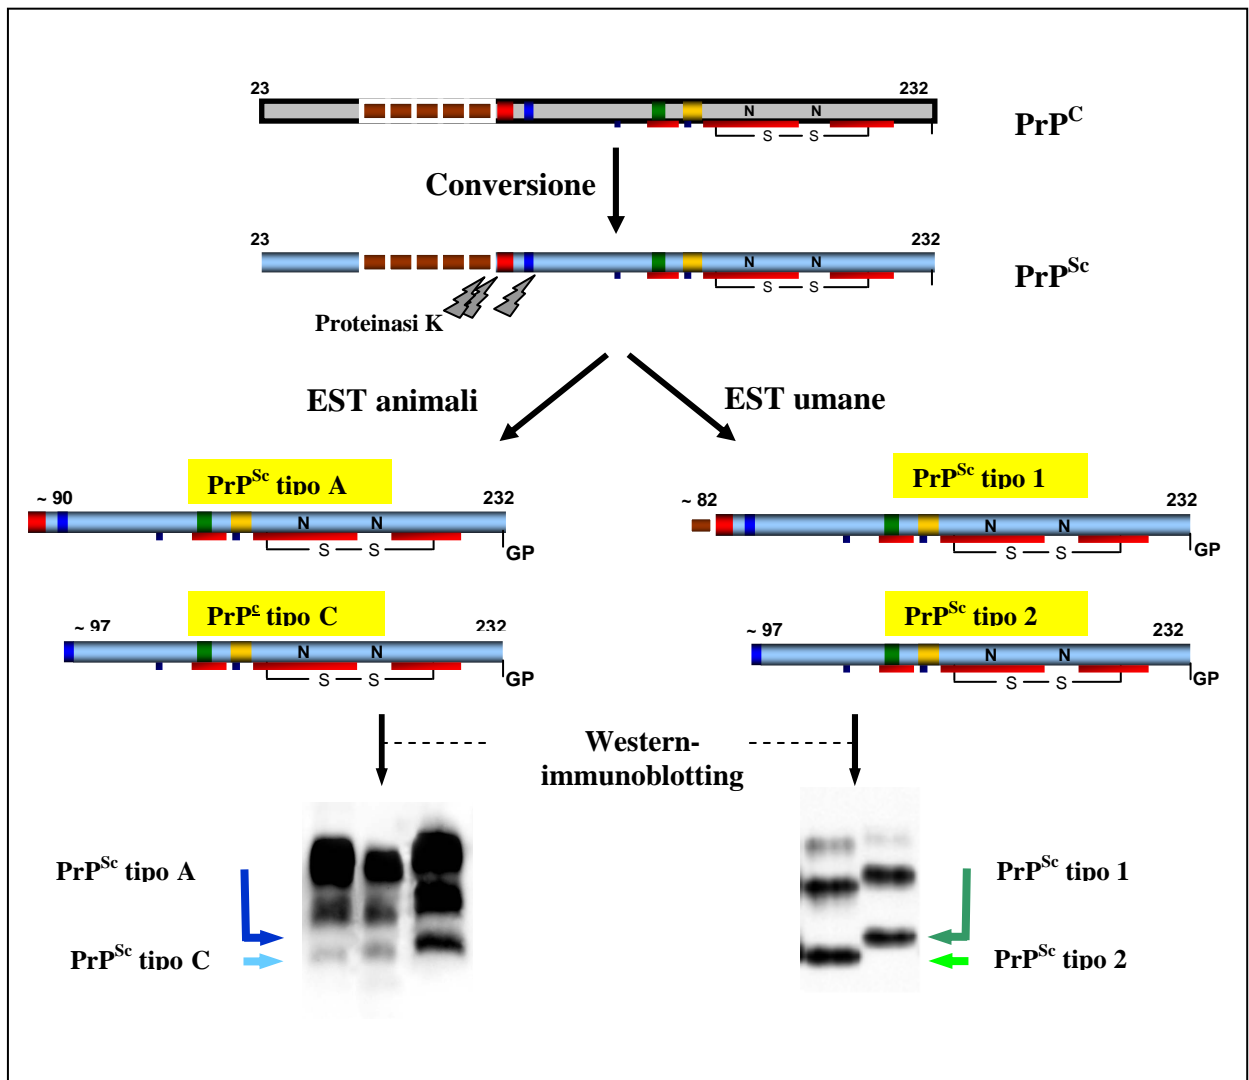 23
232
N N
S S
PrP^C
Conversione
23
232
N N
S S
PrP^Sc
Proteinasi K
EST animali
EST umane
PrP^Sc tipo A
~ 90
232
N N
S S
GP
PrP^Sc tipo 1
~ 82
232
N N
S S
GP
PrP^c tipo C
~ 97
232
N N
S S
GP
PrP^Sc tipo 2
~ 97
232
N N
S S
GP
Western-
immunoblotting
PrP^Sc tipo A
PrP^Sc tipo C
PrP^Sc tipo 1
PrP^Sc tipo 2